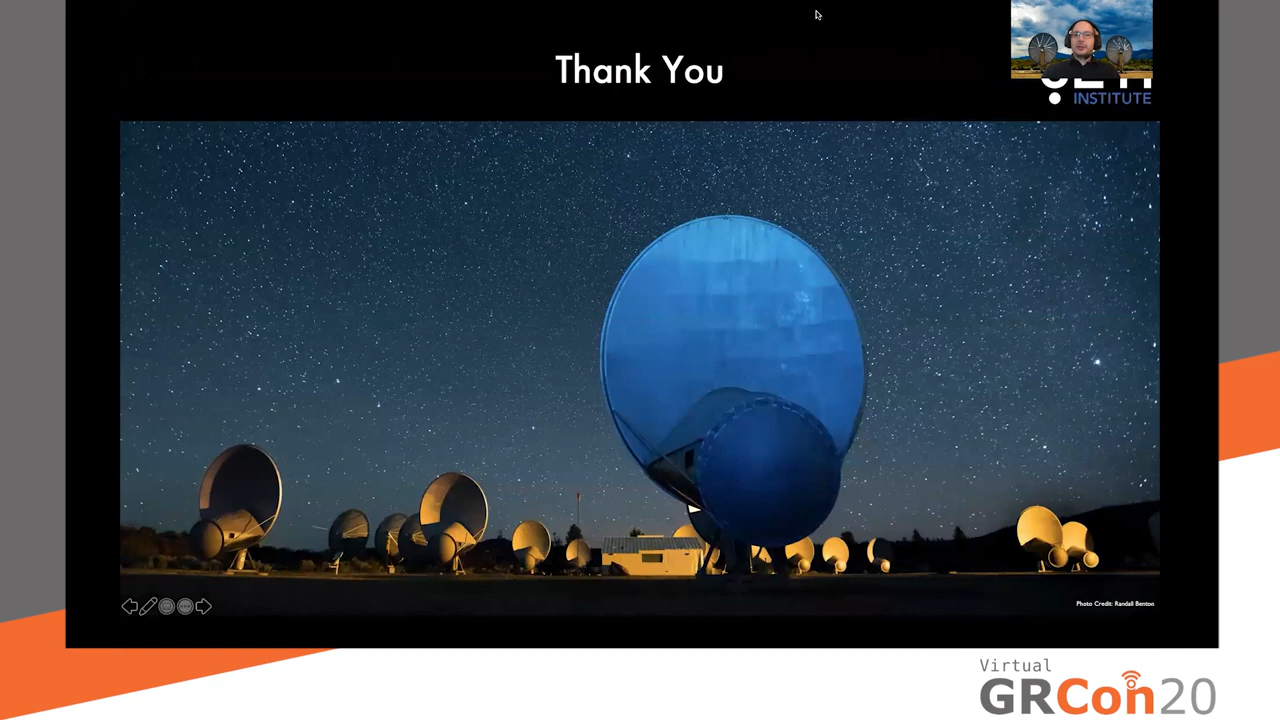 Thank You
INSTITUTE
Photo Credit: Randall Benton
Virtual
GRCon20